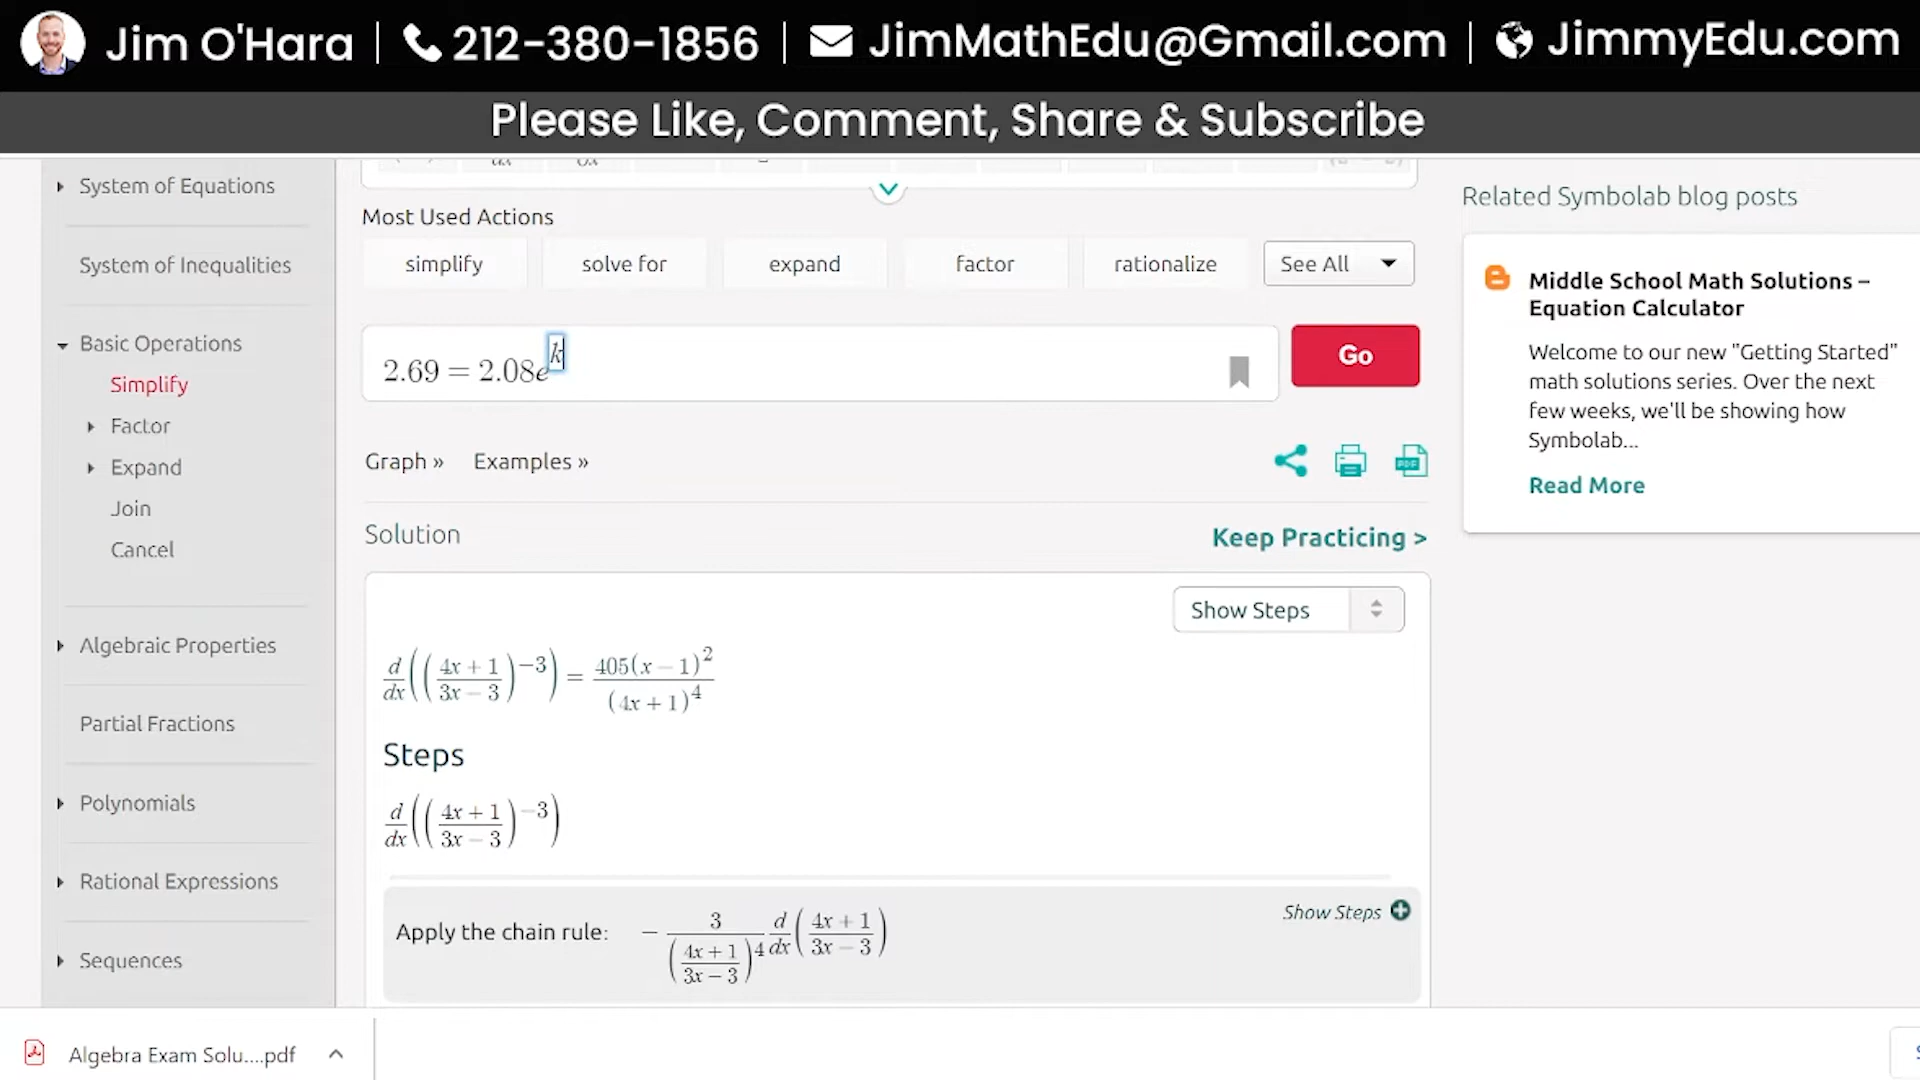 Jim O'Hara | 212-380-1856 | JimMathEdu@Gmail.com | JimmyEdu.com
Please Like, Comment, Share & Subscribe
System of Equations
System of Inequalities
Basic Operations
Simplify
Factor
Expand
Join
Cancel
Algebraic Properties
Partial Fractions
Polynomials
Rational Expressions
Sequences
Most Used Actions
simplify
solve for
expand
factor
rationalize
See All
2.69 = 2.08e^k
Go
Graph »
Examples »
Solution
Keep Practicing >
Show Steps
d/dx(((4x + 1)/(3x − 3))^−3) = 405(x − 1)^2/(4x + 1)^4
Steps
d/dx(((4x + 1)/(3x − 3))^−3)
Apply the chain rule: − 3/((4x + 1)/(3x − 3))^4 d/dx((4x + 1)/(3x − 3))
Show Steps
Related Symbolab blog posts
Middle School Math Solutions –
Equation Calculator
Welcome to our new "Getting Started"
math solutions series. Over the next
few weeks, we'll be showing how
Symbolab...
Read More
Algebra Exam Solu....pdf